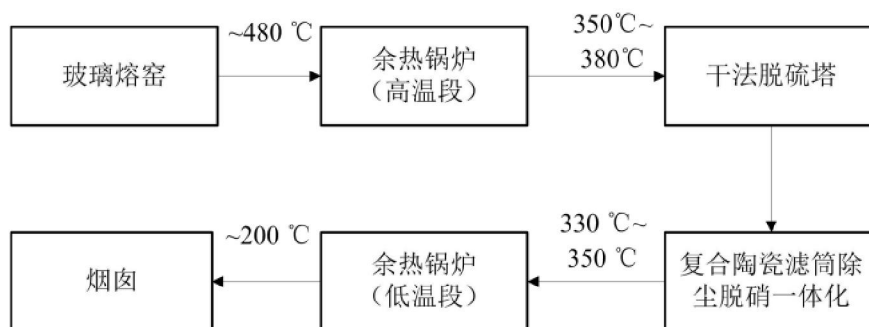 玻璃熔窑
~480 ℃
余热锅炉
(高温段)
350℃~
380℃
干法脱硫塔
复合陶瓷滤筒除
尘脱硝一体化
330 ℃~
350 ℃
余热锅炉
(低温段)
~200 ℃
烟囱